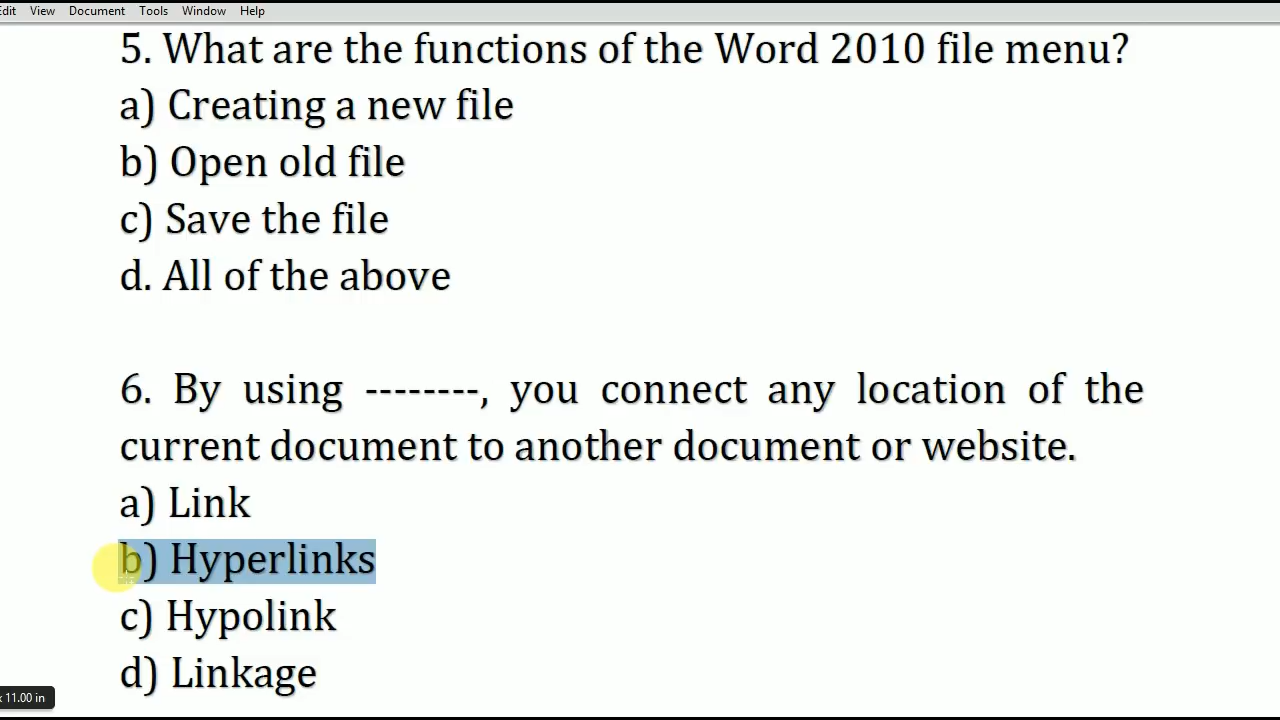 Edit View Document Tools Window Help
5. What are the functions of the Word 2010 file menu?
a) Creating a new file
b) Open old file
c) Save the file
d. All of the above
6. By using --------, you connect any location of the
current document to another document or website.
a) Link
b) Hyperlinks
c) Hypolink
d) Linkage
x 11.00 in